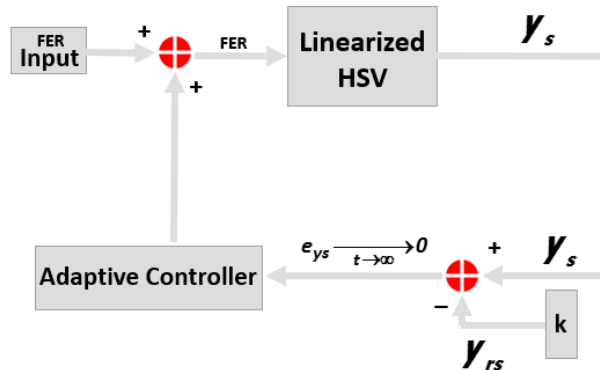 FER
Input
+
+
FER
Linearized
HSV
y_s
Adaptive Controller
e_ys → 0
t→∞
+
y_s
−
k
y_rs